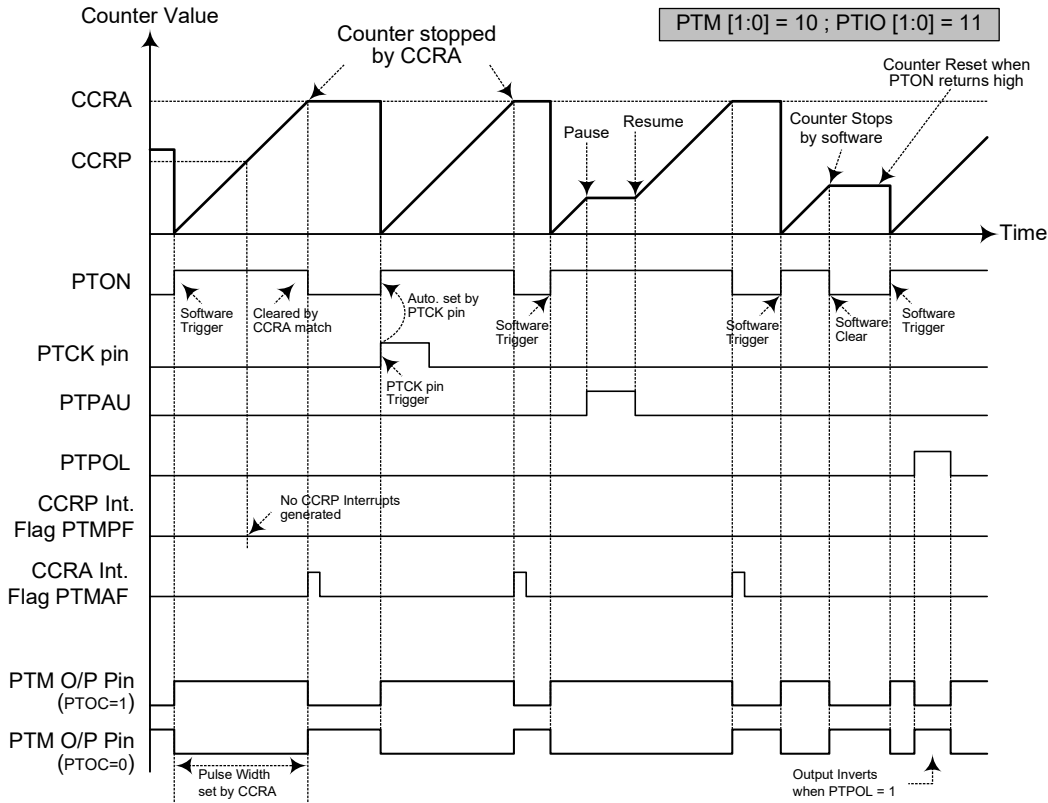 Counter Value
PTM [1:0] = 10 ; PTIO [1:0] = 11
Counter stopped
by CCRA
Counter Reset when
PTON returns high
CCRA
Counter Stops
by software
Pause
Resume
CCRP
Time
PTON
Software
Trigger
Cleared by
CCRA match
Auto. set by
PTCK pin
Software
Trigger
Software
Trigger
Software
Clear
Software
Trigger
PTCK pin
PTCK pin
Trigger
PTPAU
PTPOL
CCRP Int.
Flag PTMPF
No CCRP Interrupts
generated
CCRA Int.
Flag PTMAF
PTM O/P Pin
(PTOC=1)
PTM O/P Pin
(PTOC=0)
Pulse Width
set by CCRA
Output Inverts
when PTPOL = 1